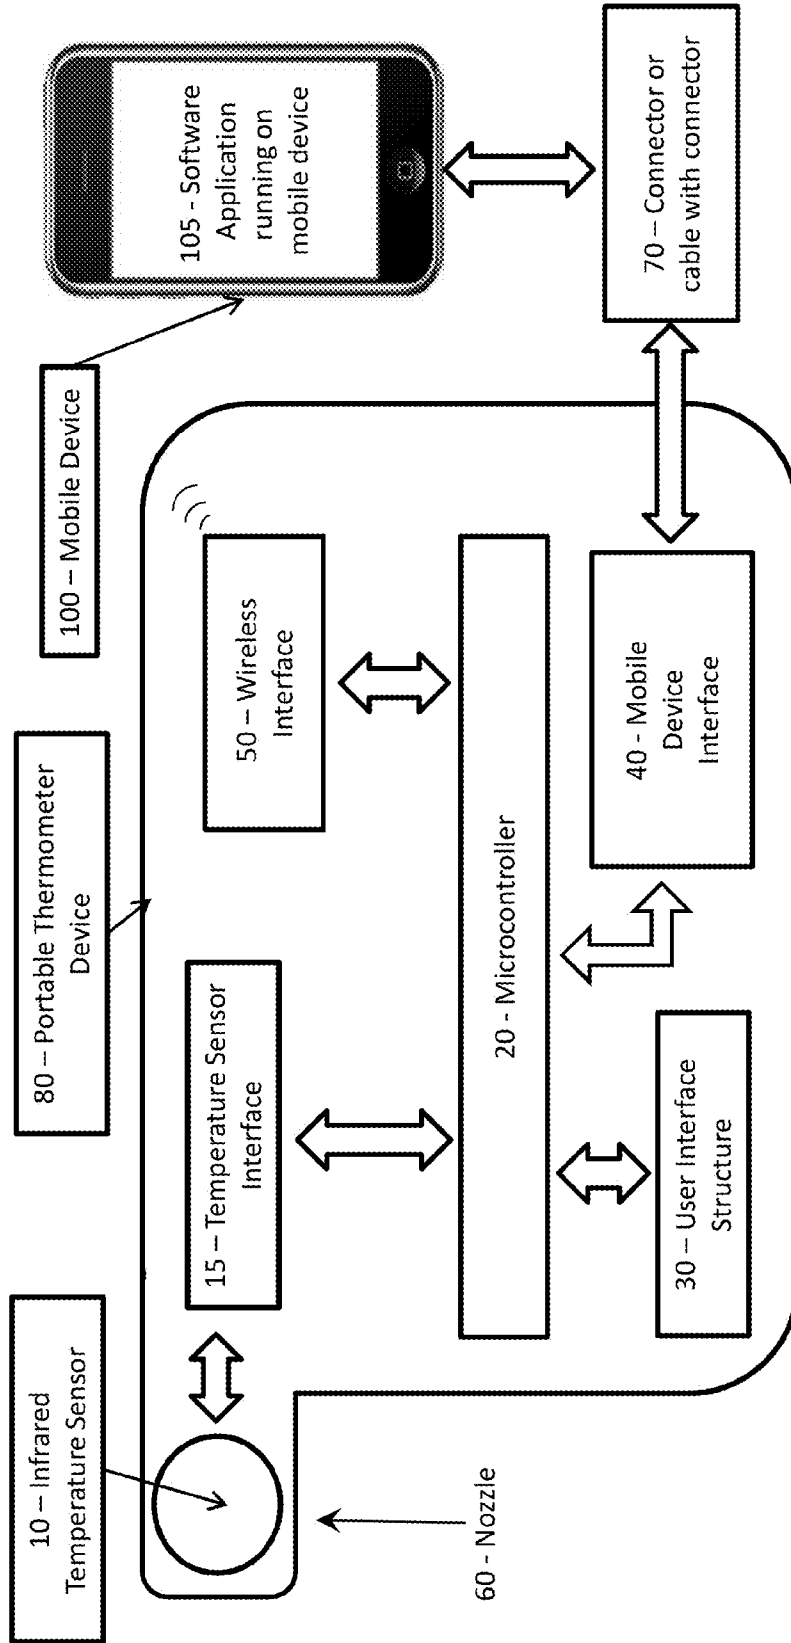 10 – Infrared
Temperature Sensor
80 – Portable Thermometer
Device
100 – Mobile Device
105 - Software
Application
running on
mobile device
15 – Temperature Sensor
Interface
50 – Wireless
Interface
60 - Nozzle
20 - Microcontroller
30 – User Interface
Structure
40 - Mobile
Device
Interface
70 – Connector or
cable with connector